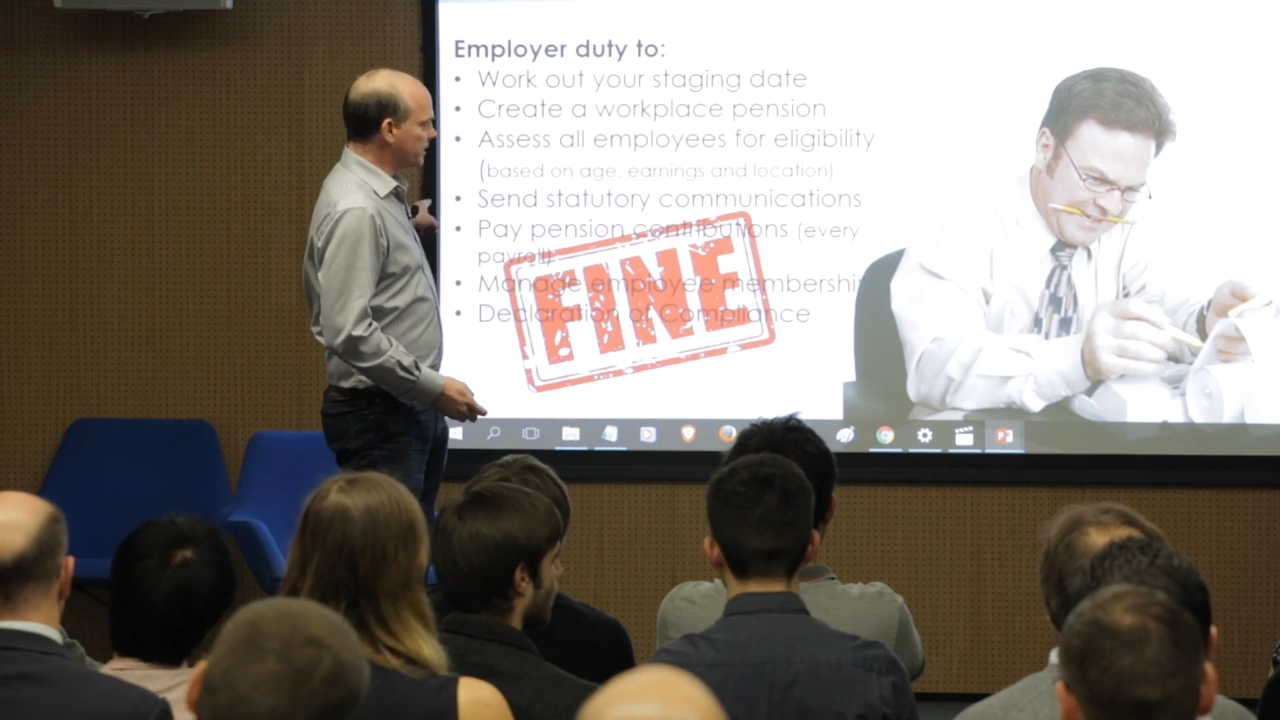 Employer duty to:
• Work out your staging date
• Create a workplace pension
• Assess all employees for eligibility
(based on age, earnings and location)
• Send statutory communications
• Pay pension contributions (every
payroll)
• Manage employee membership
• Declaration of Compliance
FINE